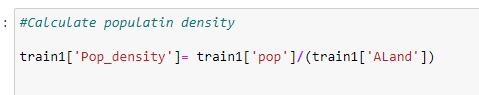 :
#Calculate populatin density
train1['Pop_density']= train1['pop']/(train1['ALand'])